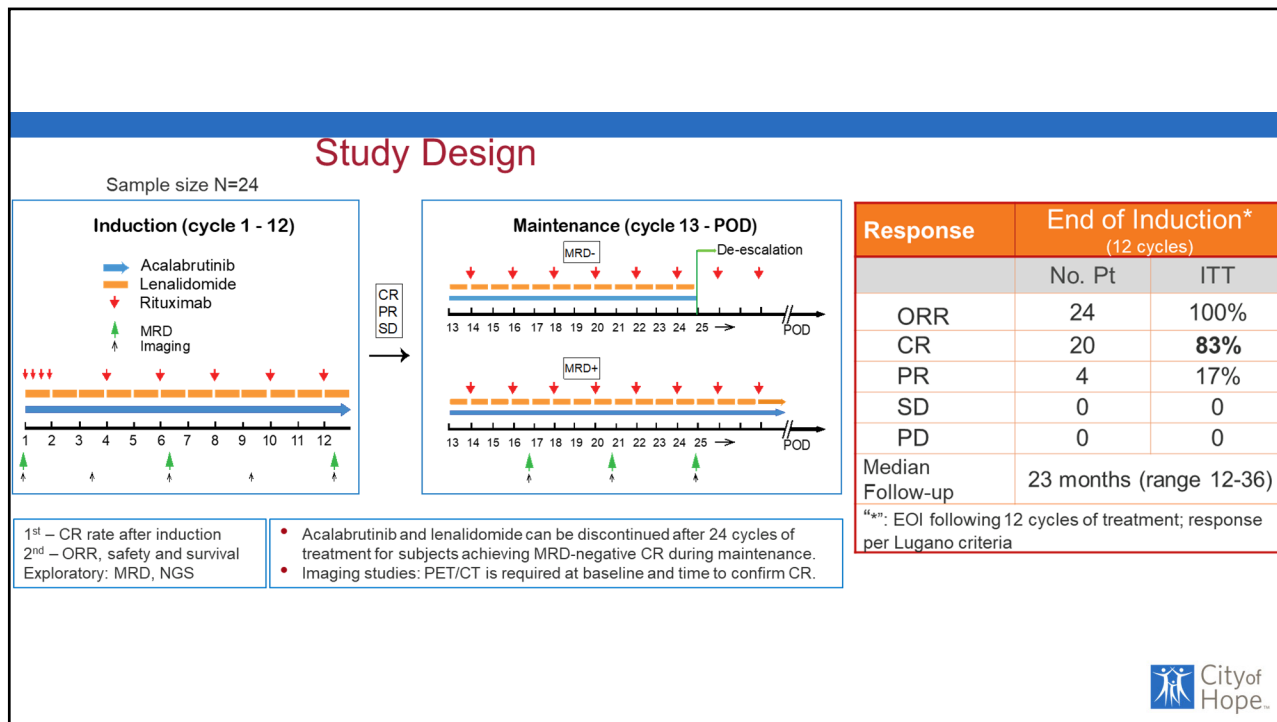 Study Design
Sample size N=24
Induction (cycle 1 - 12)
Acalabrutinib
Lenalidomide
Rituximab
MRD
Imaging
1 2 3 4 5 6 7 8 9 10 11 12
CR
PR
SD
Maintenance (cycle 13 - POD)
MRD-
De-escalation
13 14 15 16 17 18 19 20 21 22 23 24 25
POD
MRD+
13 14 15 16 17 18 19 20 21 22 23 24 25
POD
Response End of Induction*
(12 cycles)
No. Pt ITT
ORR 24 100%
CR 20 83%
PR 4 17%
SD 0 0
PD 0 0
Median
Follow-up 23 months (range 12-36)
“*”: EOI following 12 cycles of treatment; response
per Lugano criteria
1st – CR rate after induction
2nd – ORR, safety and survival
Exploratory: MRD, NGS
• Acalabrutinib and lenalidomide can be discontinued after 24 cycles of
treatment for subjects achieving MRD-negative CR during maintenance.
• Imaging studies: PET/CT is required at baseline and time to confirm CR.
City of
Hope™